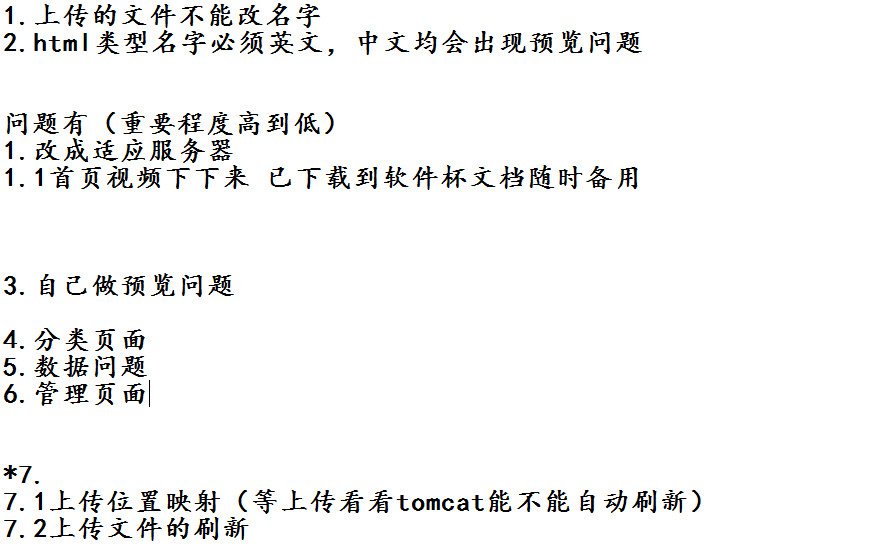 1.上传的文件不能改名字
2.html类型名字必须英文，中文均会出现预览问题
问题有（重要程度高到低）
1.改成适应服务器
1.1首页视频下下来 已下载到软件杯文档随时备用
3.自己做预览问题
4.分类页面
5.数据问题
6.管理页面
*7.
7.1上传位置映射（等上传看看tomcat能不能自动刷新）
7.2上传文件的刷新